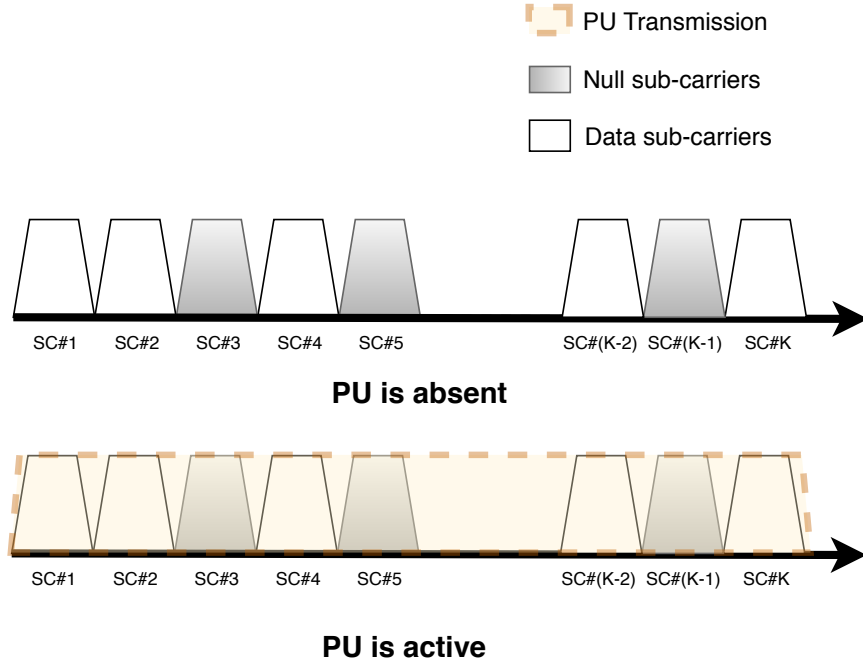 PU Transmission
Null sub-carriers
Data sub-carriers
SC#1 SC#2 SC#3 SC#4 SC#5 SC#(K-2) SC#(K-1) SC#K
PU is absent
SC#1 SC#2 SC#3 SC#4 SC#5 SC#(K-2) SC#(K-1) SC#K
PU is active